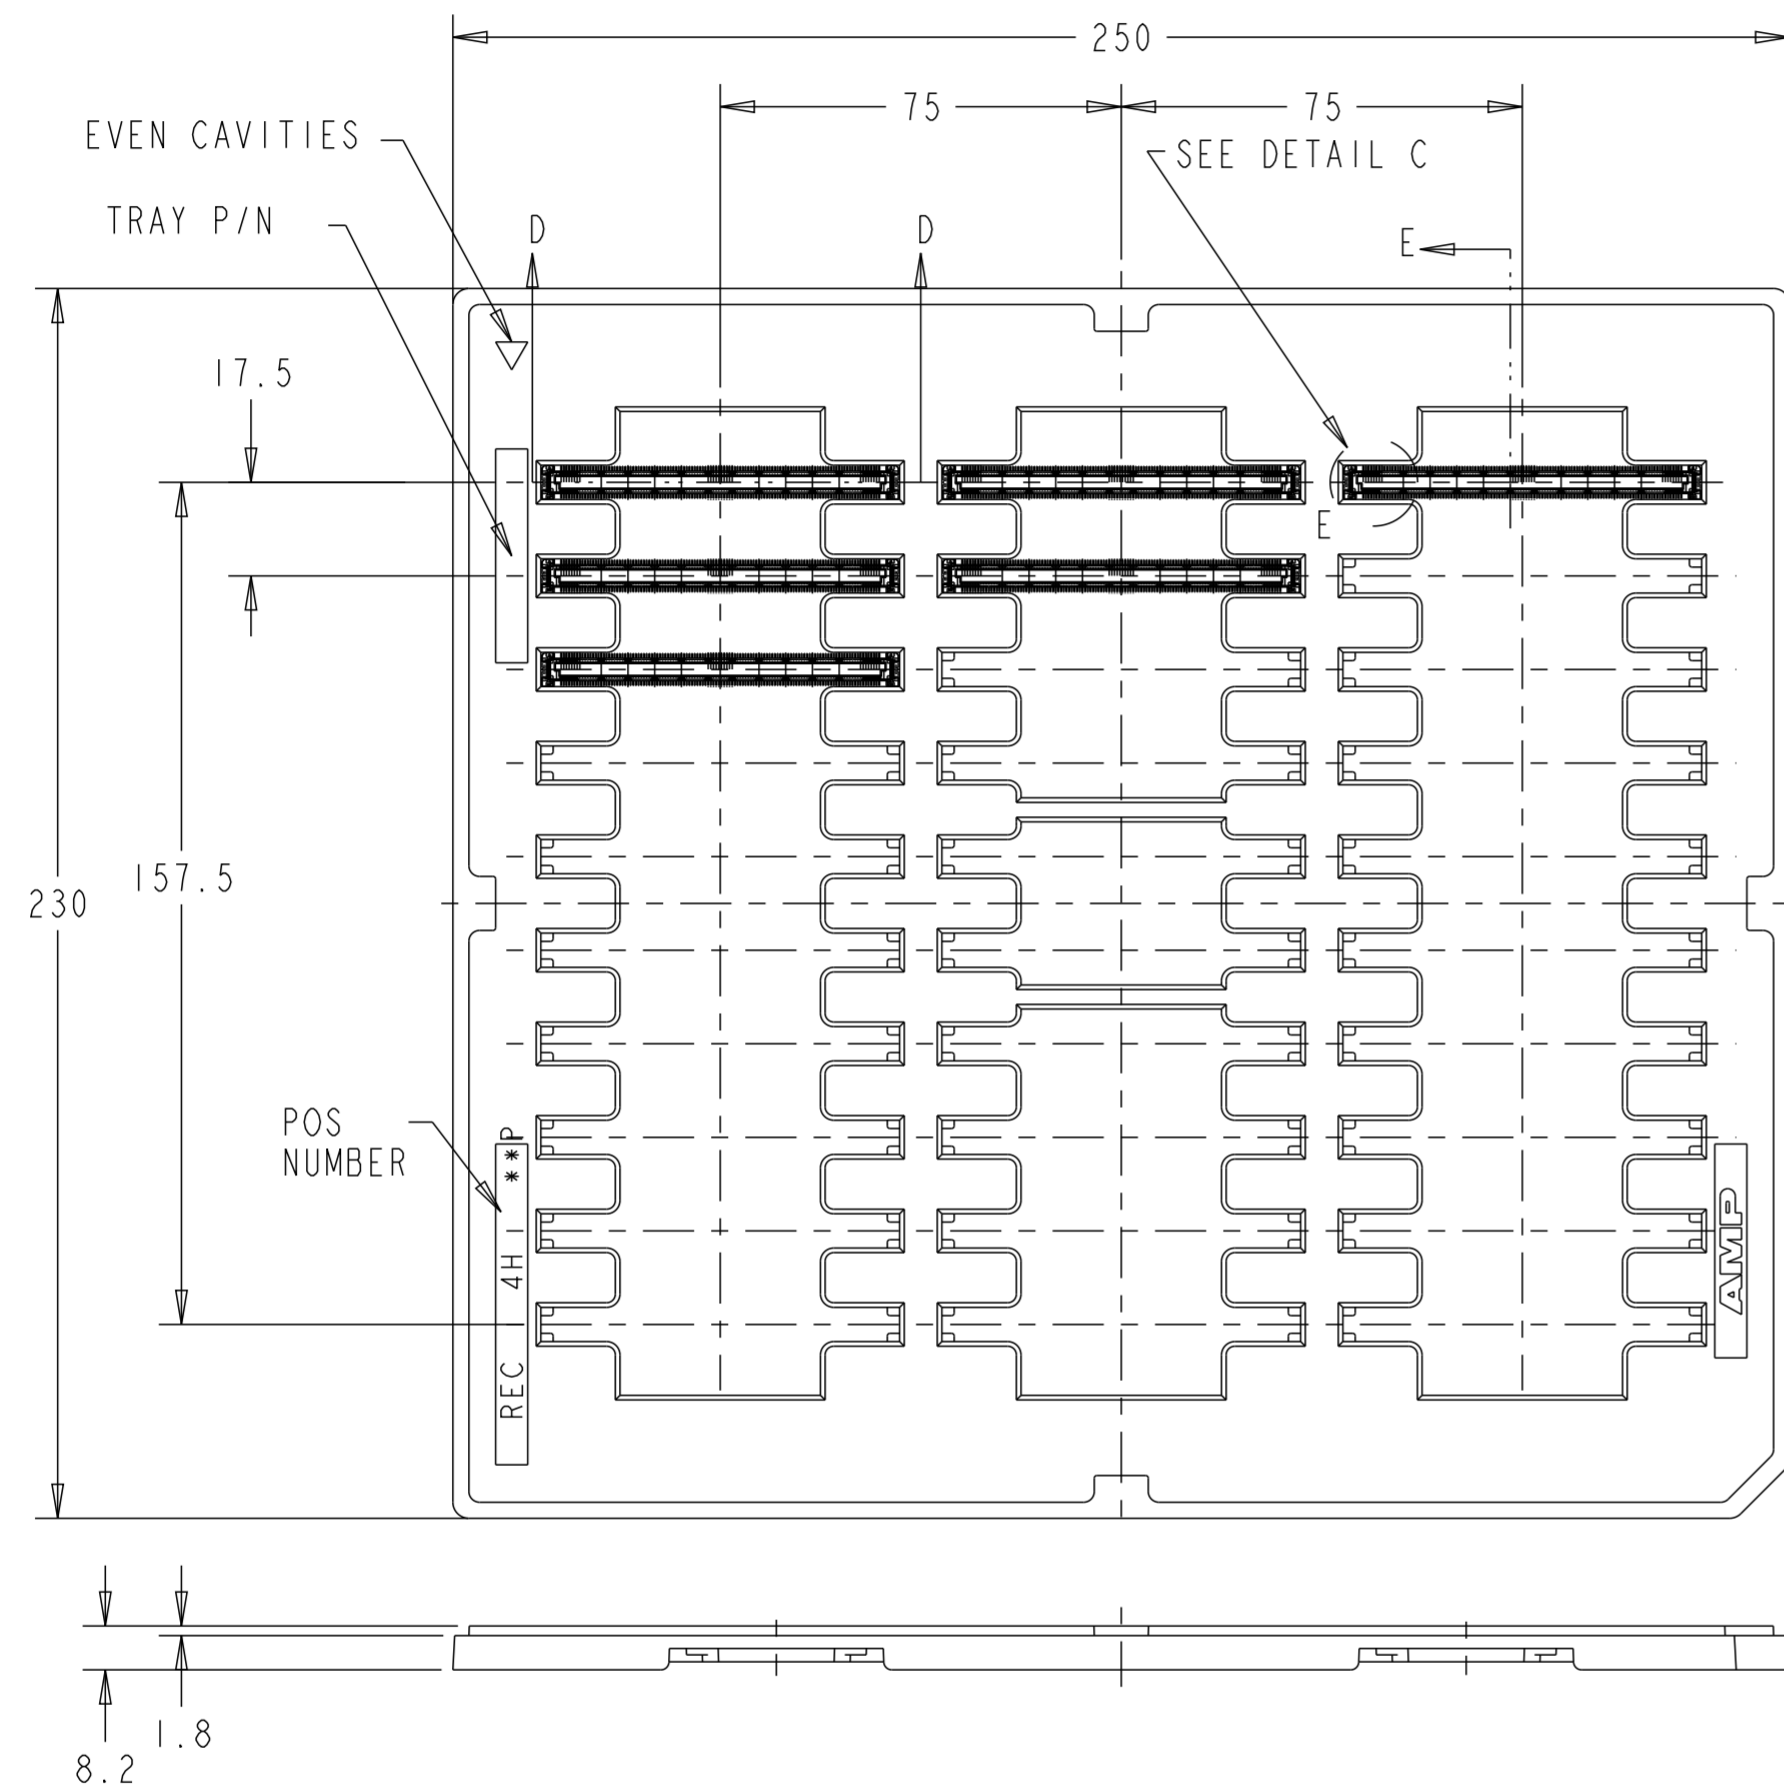 250
75
75
EVEN CAVITIES
SEE DETAIL C
TRAY P/N
D
D
E
17.5
E
157.5
230
POS
NUMBER
REC 4H **P
AMP
1.8
8.2